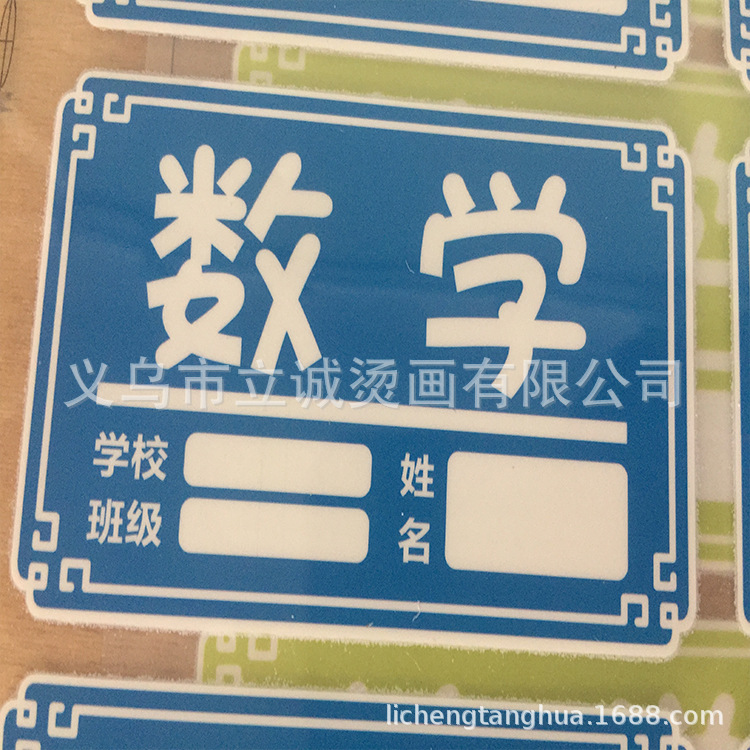 数学
义乌市立诚烫画有限公司
学校
班级
姓名
lichengtanghua.1688.com